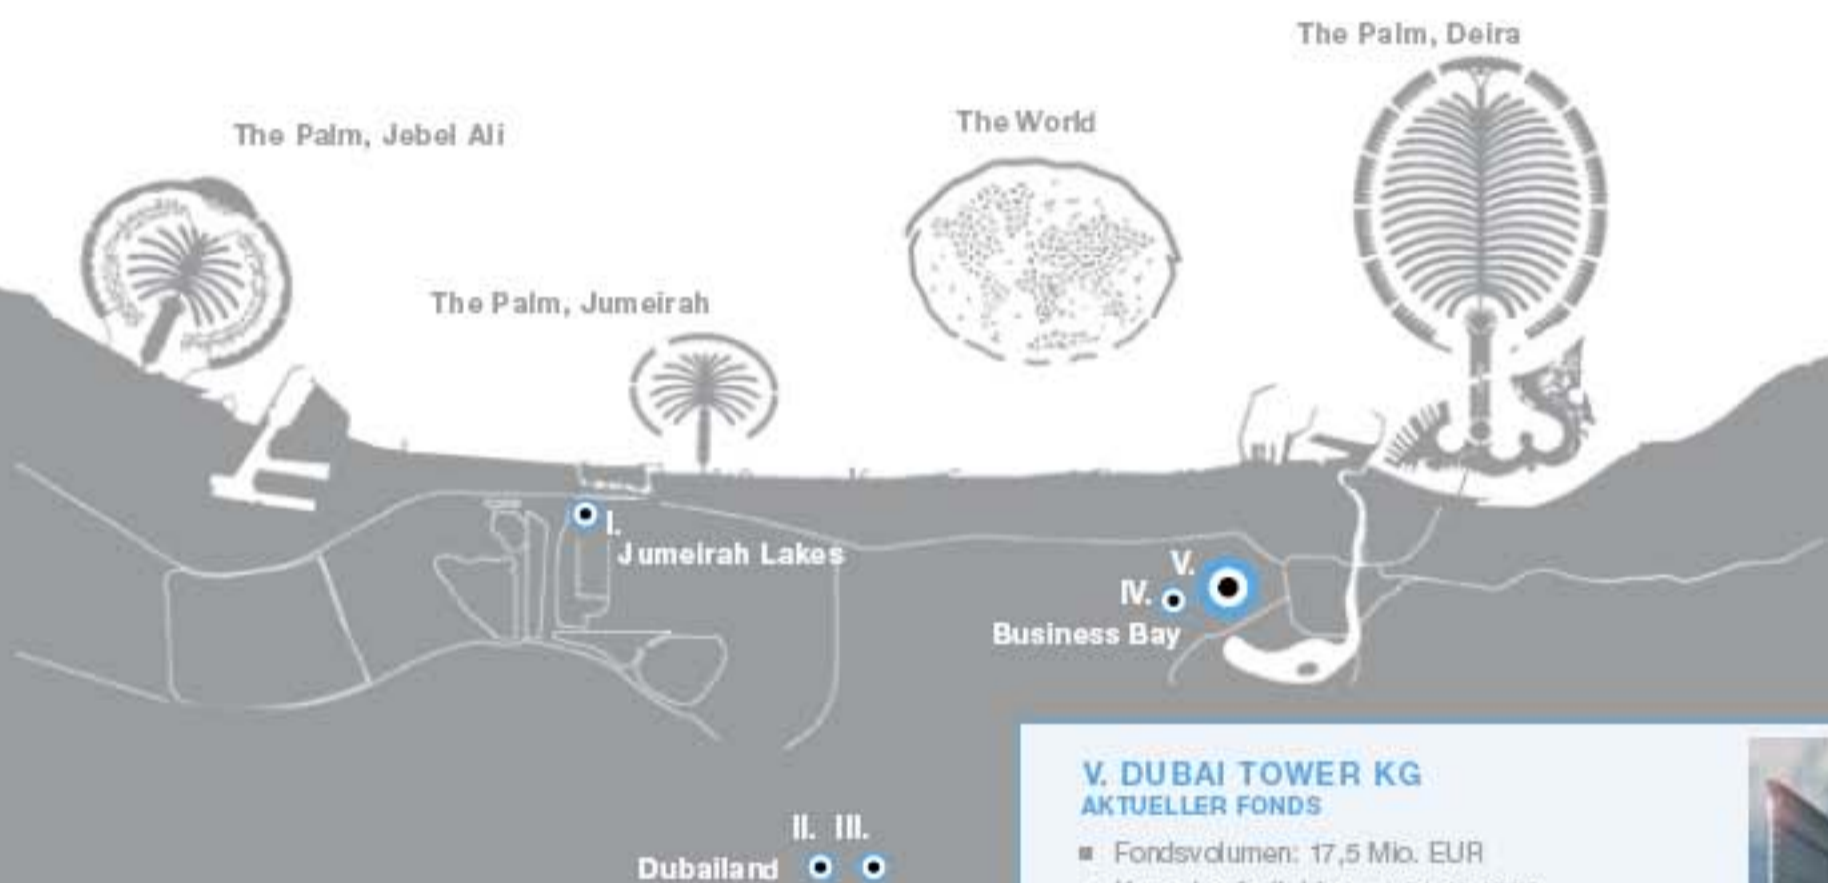 The Palm, Deira
The World
The Palm, Jebel Ali
The Palm, Jumeirah
I.
Jumeirah Lakes
V.
IV.
Business Bay
V. DUBAI TOWER KG
AKTUELLER FONDS
II. III.
Dubailand
Fondsvolumen: 17,5 Mio. EUR